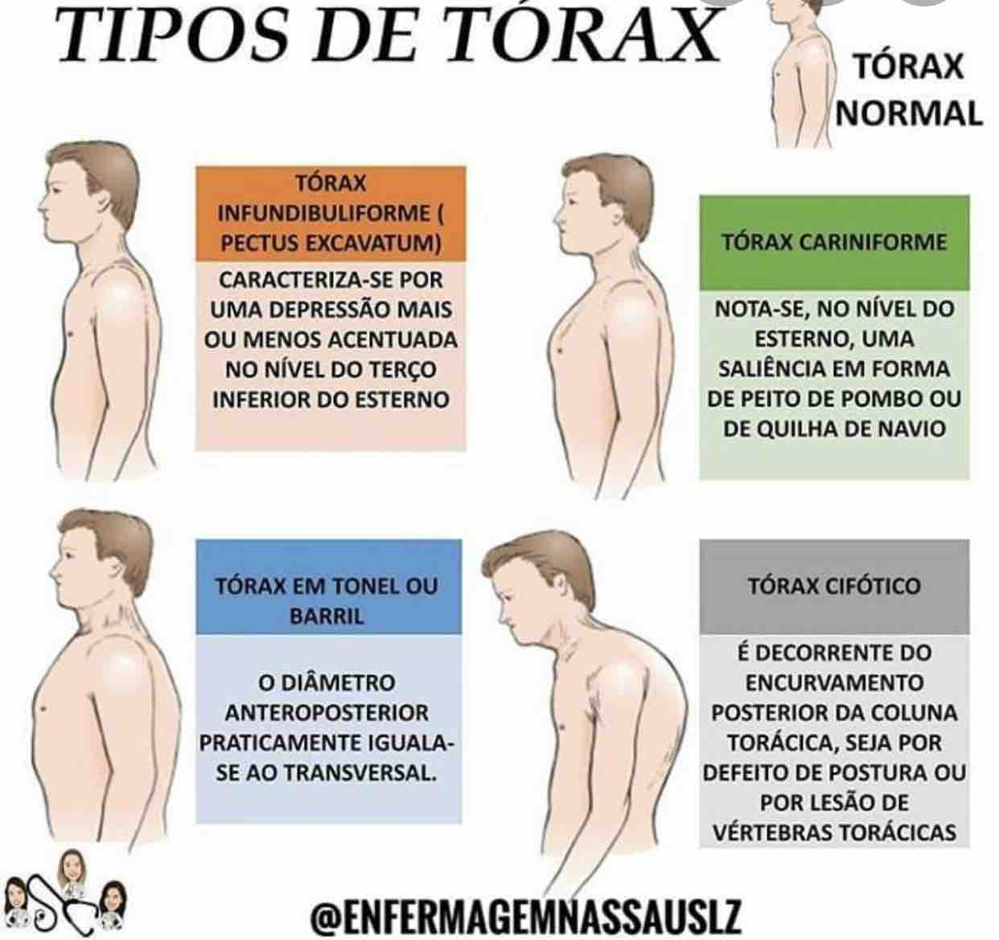 TIPOS DE TÓRAX
TÓRAX
NORMAL
TÓRAX
INFUNDIBULIFORME (
PECTUS EXCAVATUM)
CARACTERIZA-SE POR
UMA DEPRESSÃO MAIS
OU MENOS ACENTUADA
NO NÍVEL DO TERÇO
INFERIOR DO ESTERNO
TÓRAX CARINIFORME
NOTA-SE, NO NÍVEL DO
ESTERNO, UMA
SALIÊNCIA EM FORMA
DE PEITO DE POMBO OU
DE QUILHA DE NAVIO
TÓRAX EM TONEL OU
BARRIL
O DIÂMETRO
ANTEROPOSTERIOR
PRATICAMENTE IGUALA-
SE AO TRANSVERSAL.
TÓRAX CIFÓTICO
É DECORRENTE DO
ENCURVAMENTO
POSTERIOR DA COLUNA
TORÁCICA, SEJA POR
DEFEITO DE POSTURA OU
POR LESÃO DE
VÉRTEBRAS TORÁCICAS
@ENFERMAGEMNASSAUSLZ